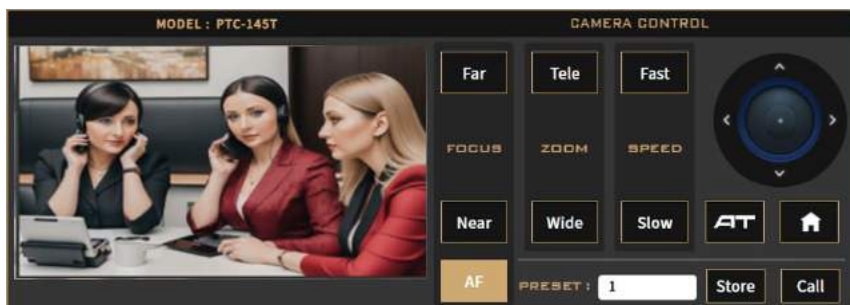 MODEL : PTC-145T
CAMERA CONTROL
Far Tele Fast
FOCUS ZOOM SPEED
Near Wide Slow AT
AF PRESET : 1 Store Call